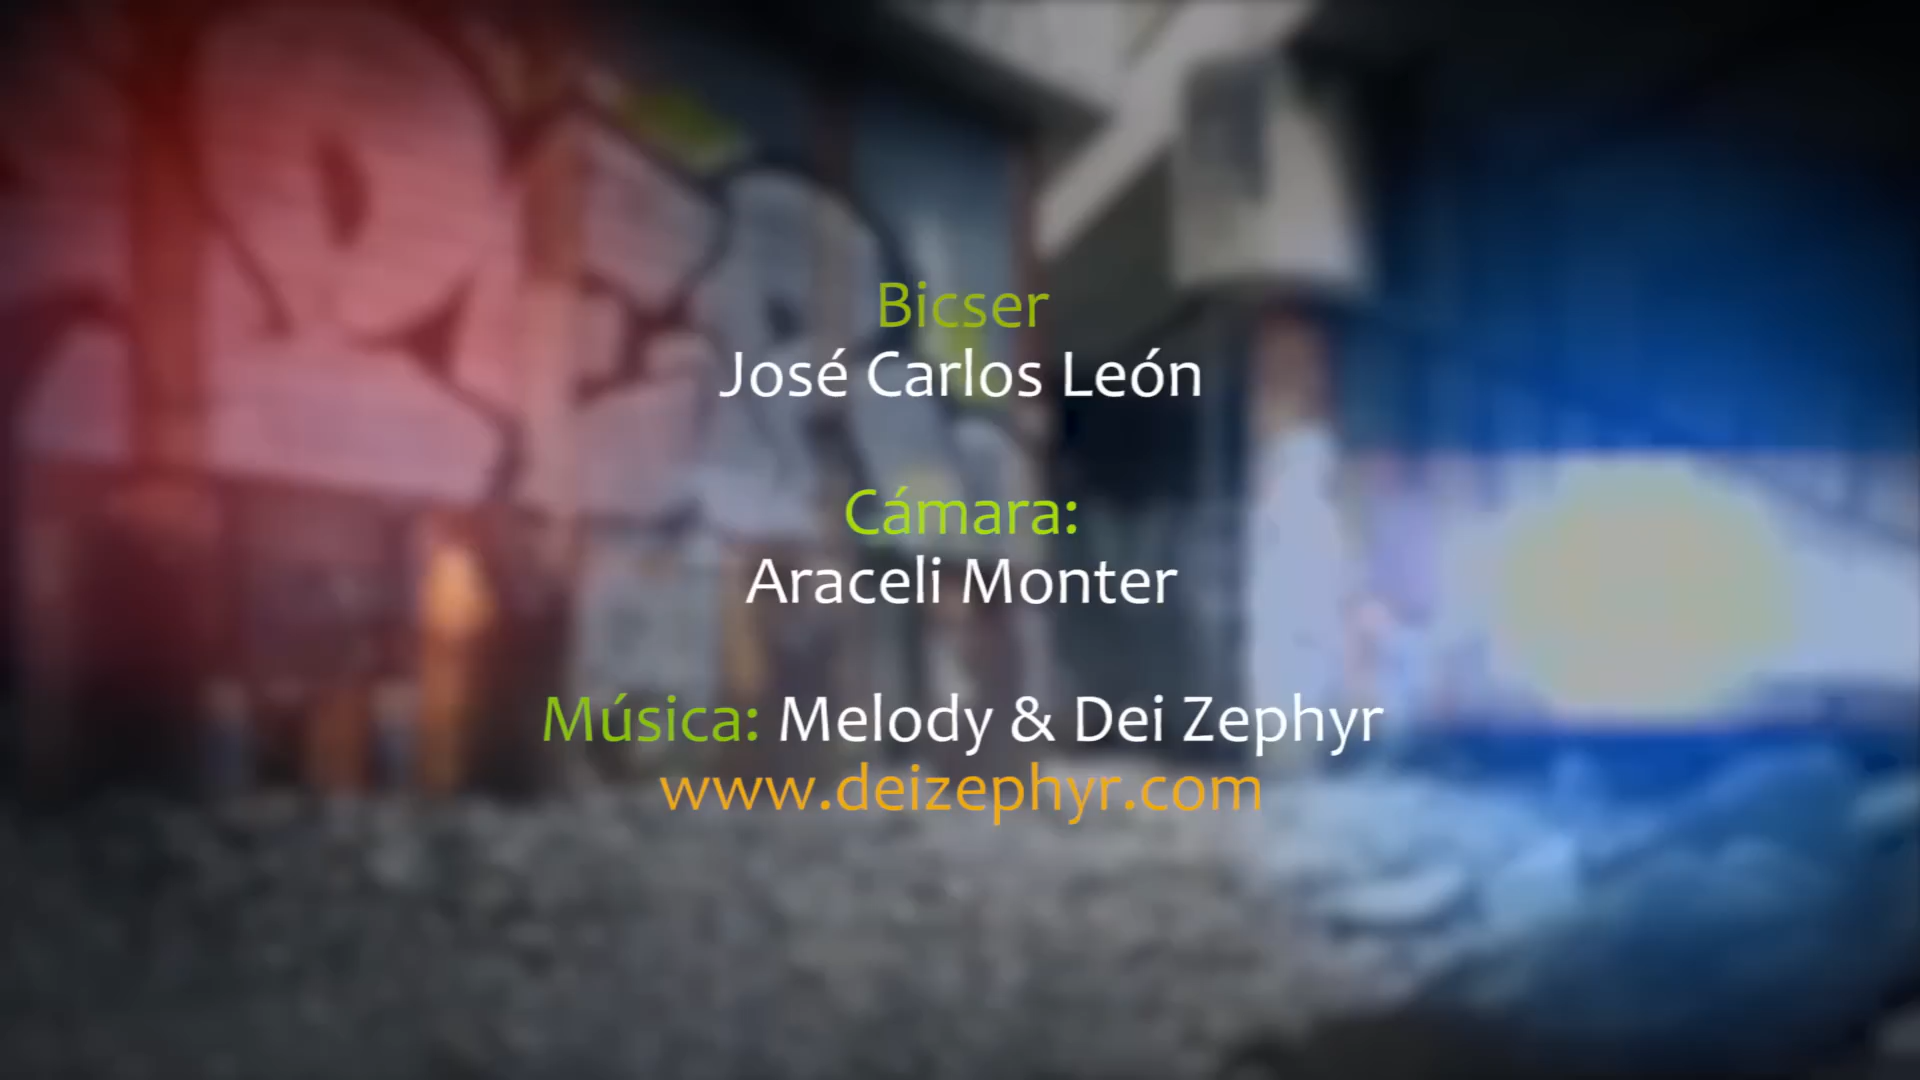 Bicser
José Carlos León
Cámara:
Araceli Monter
Música: Melody & Dei Zephyr
www.deizephyr.com